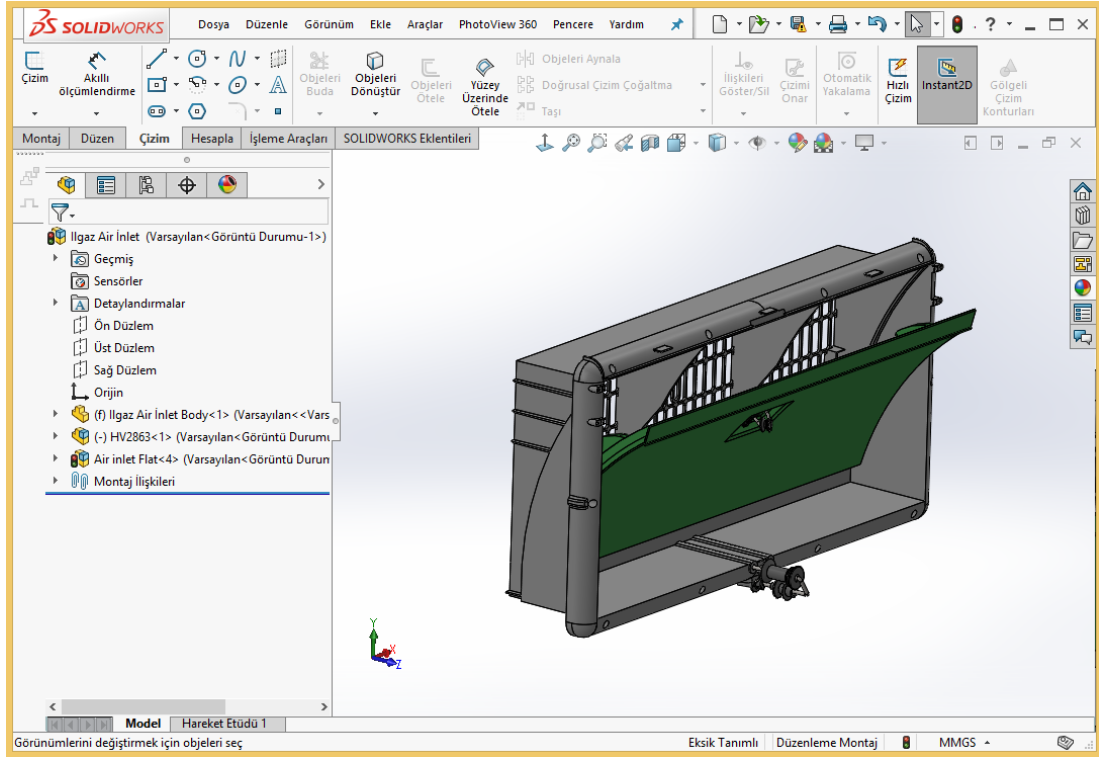 SOLIDWORKS Dosya Düzenle Görünüm Ekle Araçlar PhotoView 360 Pencere Yardım
Çizim
Akıllı ölçümlendirme
Objeleri Buda
Objeleri Dönüştür
Objeleri Ötele
Yüzey Üzerinde Ötele
Objeleri Aynala
Doğrusal Çizim Çoğaltma
Taşı
İlişkileri Göster/Sil
Çizimi Onar
Otomatik Yakalama
Hızlı Çizim
Instant2D
Gölgeli Çizim Konturları
Montaj Düzen Çizim Hesapla İşleme Araçları SOLIDWORKS Eklentileri
Ilgaz Air İnlet (Varsayılan<Görüntü Durumu-1>)
Geçmiş
Sensörler
Detaylandırmalar
Ön Düzlem
Üst Düzlem
Sağ Düzlem
Orijin
(f) Ilgaz Air İnlet Body<1> (Varsayılan<<Vars
(-) HV2863<1> (Varsayılan<Görüntü Durumu
Air inlet Flat<4> (Varsayılan<Görüntü Durum
Montaj İlişkileri
Y
X
Z
Model Hareket Etüdü 1
Görünümlerini değiştirmek için objeleri seç Eksik Tanımlı Düzenleme Montaj MMGS